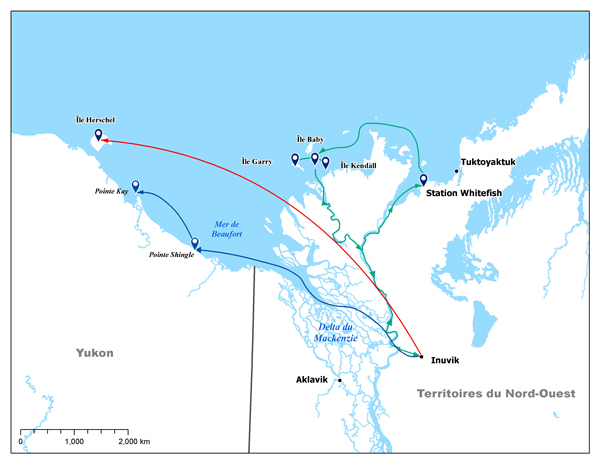 Île Herschel
Île Baby
Île Garry
Île Kendall
Tuktoyaktuk
Pointe Kay
Station Whitefish
Mer de
Beaufort
Pointe Shingle
Delta du
Mackenzie
Yukon
Inuvik
Aklavik
Territoires du Nord-Ouest
0 1,000 2,000 km